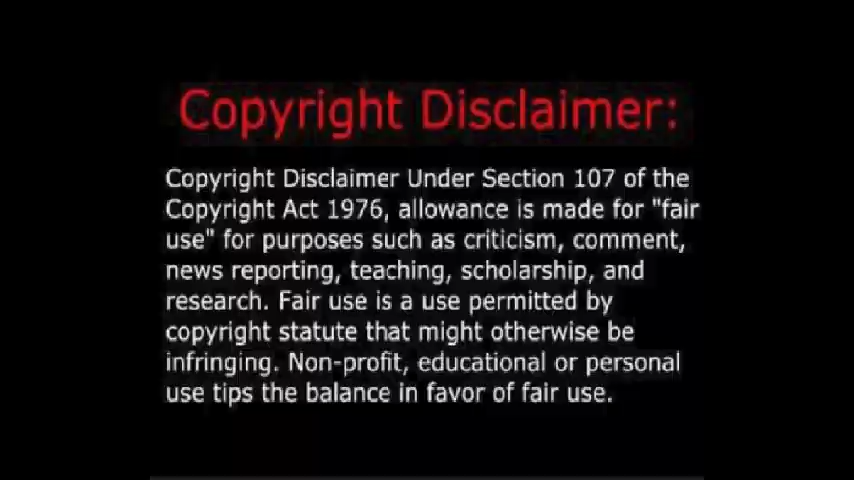 Copyright Disclaimer:
Copyright Disclaimer Under Section 107 of the
Copyright Act 1976, allowance is made for "fair
use" for purposes such as criticism, comment,
news reporting, teaching, scholarship, and
research. Fair use is a use permitted by
copyright statute that might otherwise be
infringing. Non-profit, educational or personal
use tips the balance in favor of fair use.